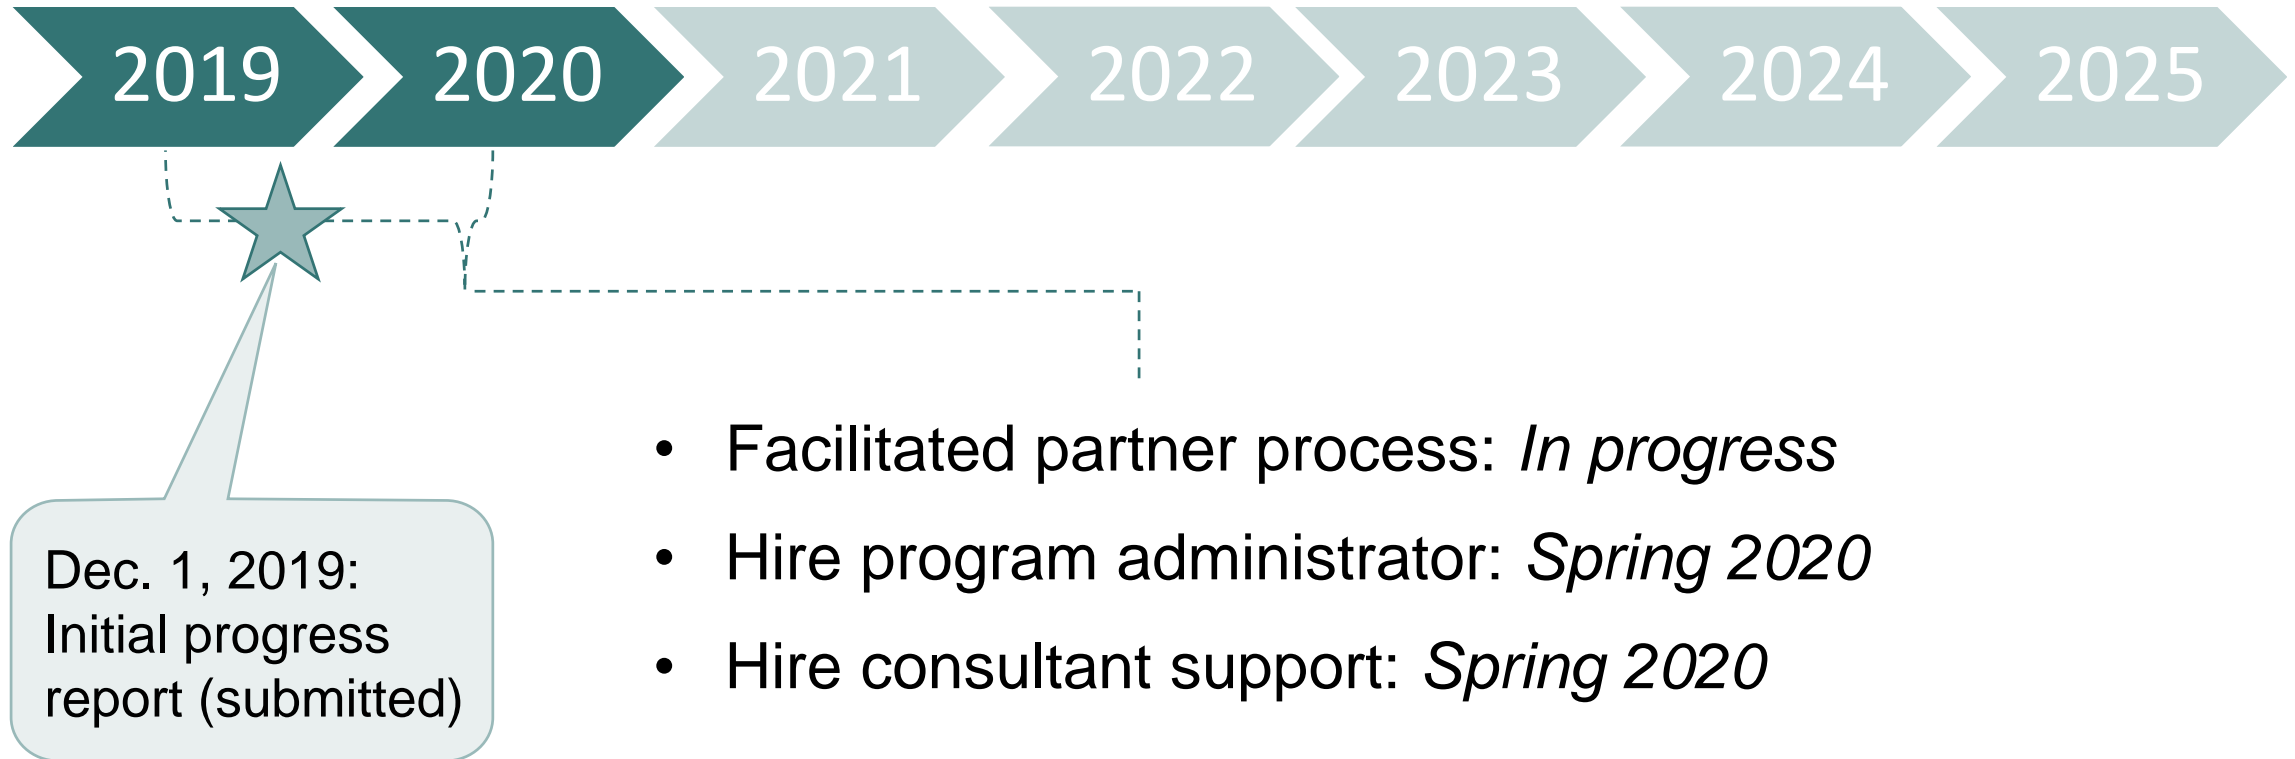 2019 2020 2021 2022 2023 2024 2025
• Facilitated partner process: In progress
• Hire program administrator: Spring 2020
• Hire consultant support: Spring 2020
Dec. 1, 2019:
Initial progress
report (submitted)